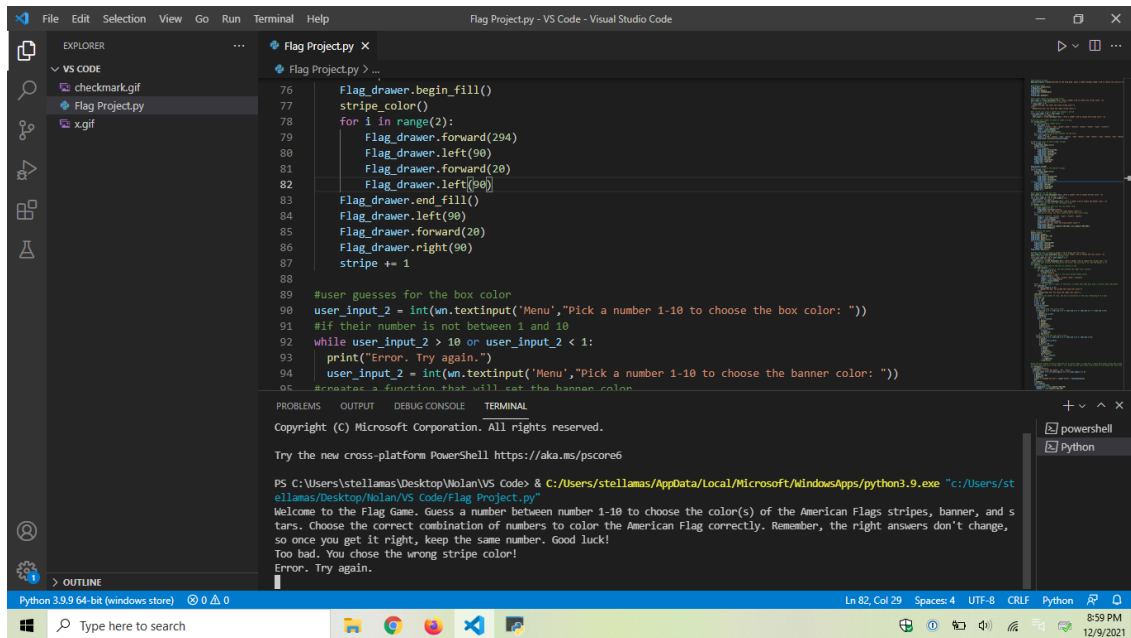 File Edit Selection View Go Run Terminal Help
Flag Project.py - VS Code - Visual Studio Code
EXPLORER
VS CODE
checkmark.gif
Flag Project.py
x.gif
OUTLINE
Flag Project.py
Flag Project.py > ...
76 Flag_drawer.begin_fill()
77 stripe_color()
78 for i in range(2):
79 Flag_drawer.forward(294)
80 Flag_drawer.left(90)
81 Flag_drawer.forward(20)
82 Flag_drawer.left(90)
83 Flag_drawer.end_fill()
84 Flag_drawer.left(90)
85 Flag_drawer.forward(20)
86 Flag_drawer.right(90)
87 stripe += 1
88
89 #user guesses for the box color
90 user_input_2 = int(wn.textinput('Menu',"Pick a number 1-10 to choose the box color: "))
91 #if their number is not between 1 and 10
92 while user_input_2 > 10 or user_input_2 < 1:
93 print("Error. Try again.")
94 user_input_2 = int(wn.textinput('Menu',"Pick a number 1-10 to choose the banner color: "))
95 #creates a function that will set the banner color
PROBLEMS OUTPUT DEBUG CONSOLE TERMINAL
Copyright (C) Microsoft Corporation. All rights reserved.
Try the new cross-platform PowerShell https://aka.ms/pscore6
PS C:\Users\stellamas\Desktop\Nolan\VS Code> & C:/Users/stellamas/AppData/Local/Microsoft/WindowsApps/python3.9.exe "c:/Users/st
ellamas/Desktop/Nolan/VS Code/Flag Project.py"
Welcome to the Flag Game. Guess a number between number 1-10 to choose the color(s) of the American Flags stripes, banner, and s
tars. Choose the correct combination of numbers to color the American Flag correctly. Remember, the right answers don't change,
so once you get it right, keep the same number. Good luck!
Too bad. You chose the wrong stripe color!
Error. Try again.
powershell
Python
1
Python 3.9.9 64-bit (windows store) 0 0
Ln 82, Col 29 Spaces: 4 UTF-8 CRLF Python
Type here to search
8:59 PM
12/9/2021